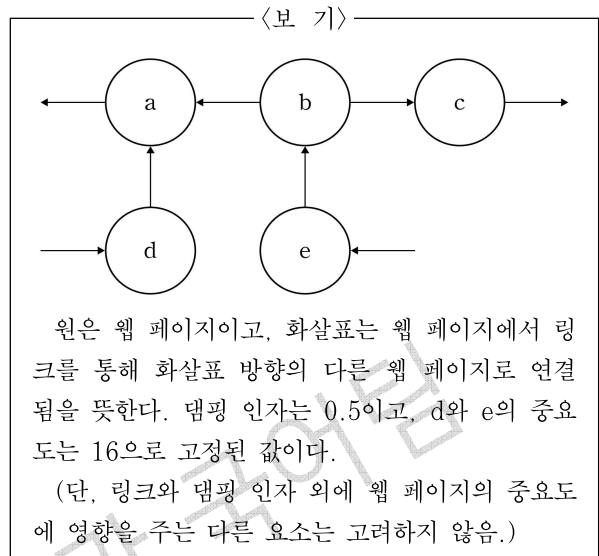 〈보 기〉
a b c
d e
원은 웹 페이지이고, 화살표는 웹 페이지에서 링
크를 통해 화살표 방향의 다른 웹 페이지로 연결
됨을 뜻한다. 댐핑 인자는 0.5이고, d와 e의 중요
도는 16으로 고정된 값이다.
(단, 링크와 댐핑 인자 외에 웹 페이지의 중요도
에 영향을 주는 다른 요소는 고려하지 않음.)